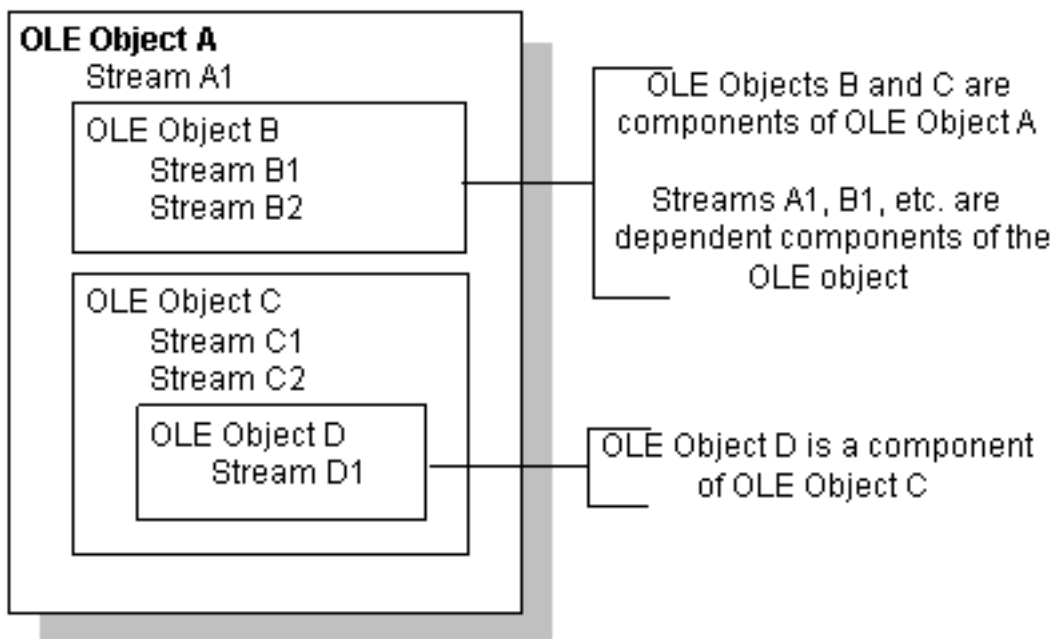 OLE Object A
Stream A1
OLE Object B
Stream B1
Stream B2
OLE Object C
Stream C1
Stream C2
OLE Object D
Stream D1
OLE Objects B and C are
components of OLE Object A
Streams A1, B1, etc. are
dependent components of the
OLE object
OLE Object D is a component
of OLE Object C